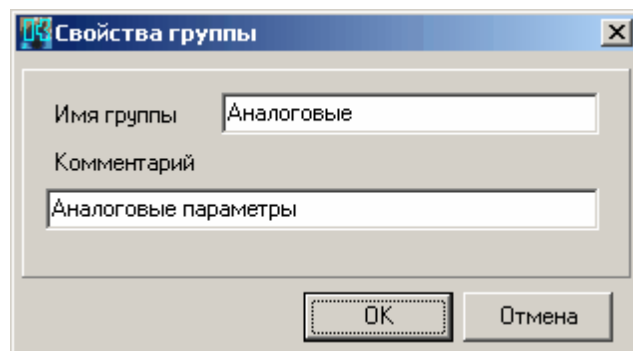 Свойства группы
Имя группы Аналоговые
Комментарий
Аналоговые параметры
OK Отмена